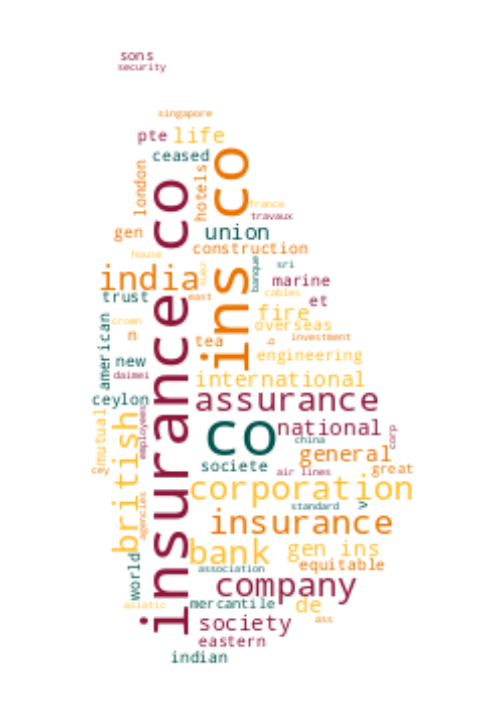 sons
security
singapore
pte life
ceased
london
hotels
co
insurance co
ins
france
travaux
gen
union
construction
house
suez
banque
sri
india
marine
cables
trust
east
et
fire
overseas
american
crown
n
tea
investment
engineering
new
daimei
international
ceylon
assurance
mutual
british
employees
co
national
china
corp
general
cey
societe
air lines
great
corporation
agencies
standard
v
insurance
bank
gen ins
equitable
world
association
company
asiatic
mercantile
de
society
ass
eastern
indian